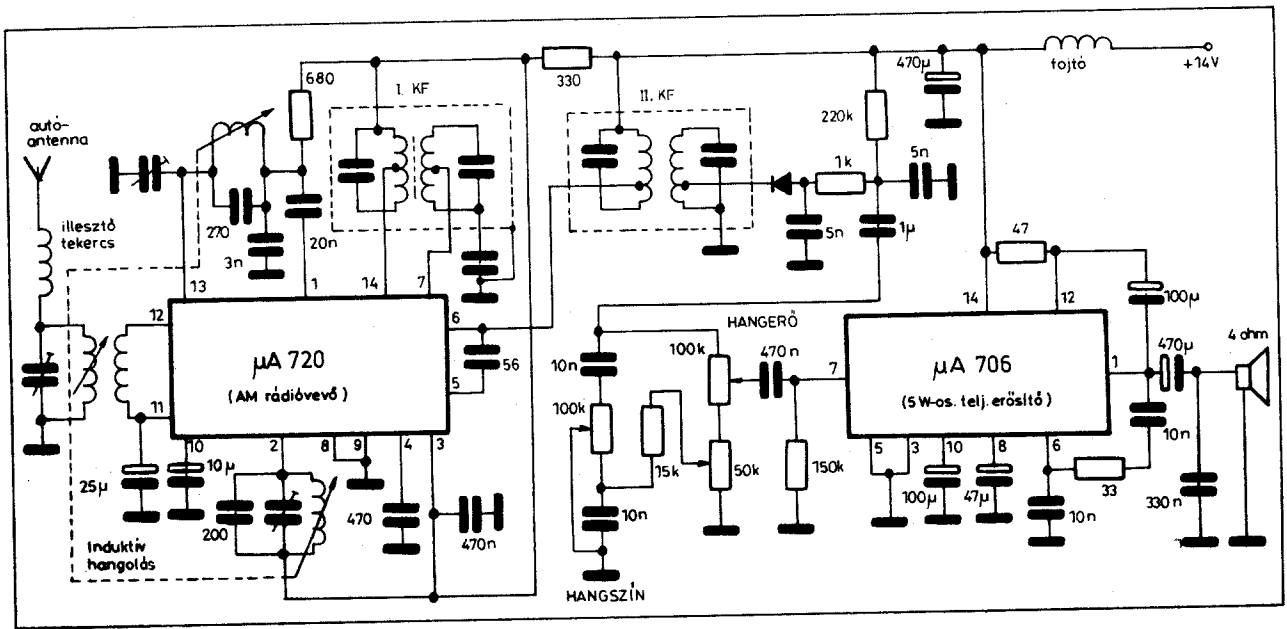 autó-
antenna
680
330
I. KF
II. KF
470µ
fojtó
+14V
220k
1k
5n
5n
1µ
illesztő
tekercs
270
3n
20n
13
1
14
7
12
11
6
5
56
µA 720
(AM rádióvevő)
10
2
8
9
4
3
25µ
10µ
200
470
470n
Induktív
hangolás
HANGERŐ
10n
100k
100k
470n
15k
50k
150k
10n
HANGSZÍN
47
14
12
100µ
7
1
µA 706
(5W-os telj. erősítő)
470µ
4 ohm
5
3
10
8
6
10n
100µ
47µ
10n
33
330n